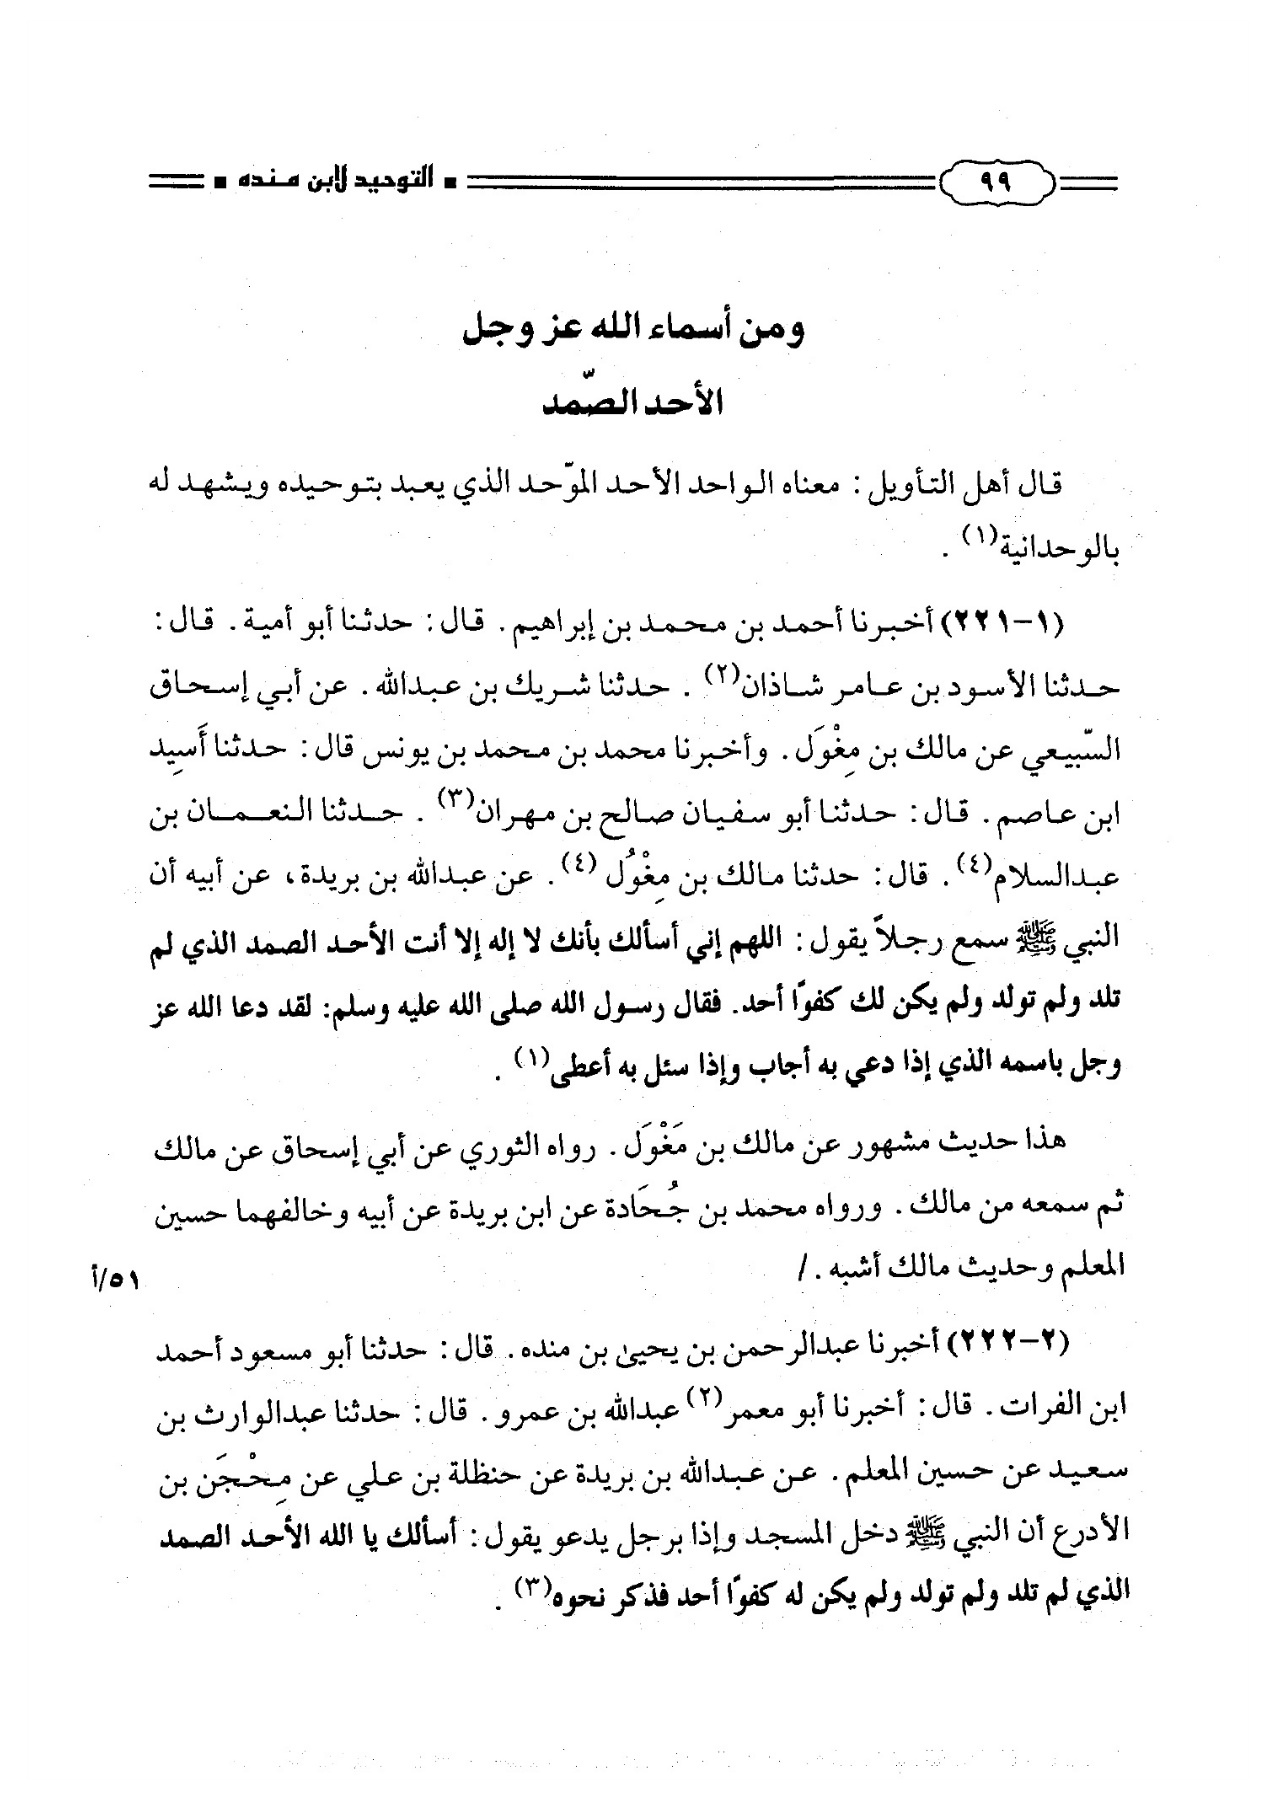 ٩٩ ▪ التوحيد لابن منده ▪
ومن أسماء الله عز وجل
الأحد الصّمد
قال أهل التأويل : معناه الواحد الأحد الموّحد الذي يعبد بتوحيده ويشهد له
بالوحدانية(١) .
(١-٢٢١) أخبرنا أحمد بن محمد بن إبراهيم . قال : حدثنا أبو أمية . قال :
حدثنا الأسود بن عامر شاذان(٢) . حدثنا شريك بن عبدالله . عن أبي إسحاق
السّبيعي عن مالك بن مِغْوَل . وأخبرنا محمد بن محمد بن يونس قال : حدثنا أَسِيد
ابن عاصم . قال : حدثنا أبو سفيان صالح بن مهران(٣) . حدثنا النعمان بن
عبدالسلام(٤) . قال : حدثنا مالك بن مِغْوُل (٤) . عن عبدالله بن بريدة ، عن أبيه أن
النبي ﷺ سمع رجلاً يقول : اللهم إني أسألك بأنك لا إله إلا أنت الأحد الصمد الذي لم
تلد ولم تولد ولم يكن لك كفوًا أحد. فقال رسول الله صلى الله عليه وسلم: لقد دعا الله عز
وجل باسمه الذي إذا دعي به أجاب وإذا سئل به أعطى(١) .
هذا حديث مشهور عن مالك بن مَغْوَل . رواه الثوري عن أبي إسحاق عن مالك
ثم سمعه من مالك . ورواه محمد بن جُحَادة عن ابن بريدة عن أبيه وخالفهما حسين
المعلم وحديث مالك أشبه . /
٥١/أ
(٢-٢٢٢) أخبرنا عبدالرحمن بن يحيىٰ بن منده . قال : حدثنا أبو مسعود أحمد
ابن الفرات . قال : أخبرنا أبو معمر(٢) عبدالله بن عمرو . قال : حدثنا عبدالوارث بن
سعيد عن حسين المعلم . عن عبدالله بن بريدة عن حنظلة بن علي عن مِحْجَن بن
الأدرع أن النبي ﷺ دخل المسجد وإذا برجل يدعو يقول : أسألك يا الله الأحد الصمد
الذي لم تلد ولم تولد ولم يكن له كفوًا أحد فذكر نحوه(٣) .